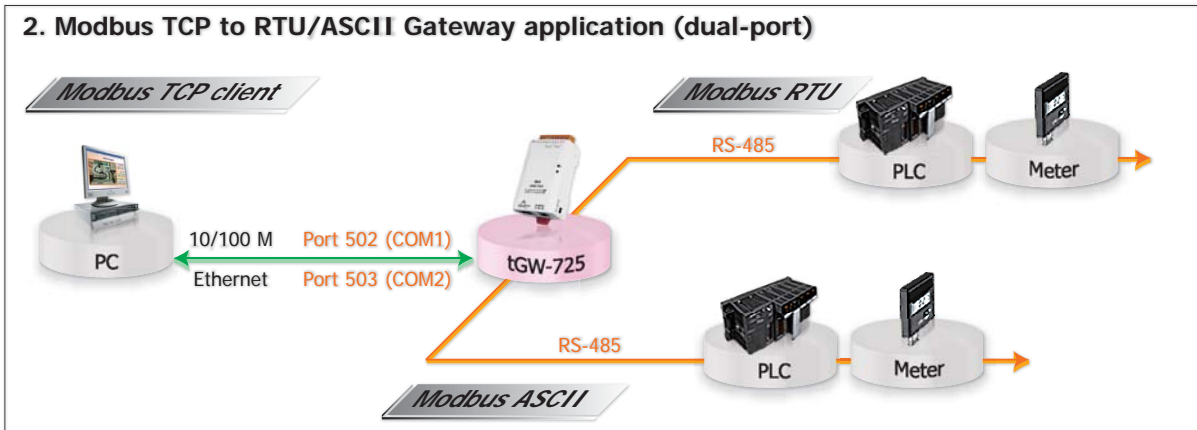 2. Modbus TCP to RTU/ASCII Gateway application (dual-port)
Modbus TCP client
Modbus RTU
RS-485
PLC
Meter
PC
10/100 M
Port 502 (COM1)
Ethernet
Port 503 (COM2)
tGW-725
RS-485
PLC
Meter
Modbus ASCII